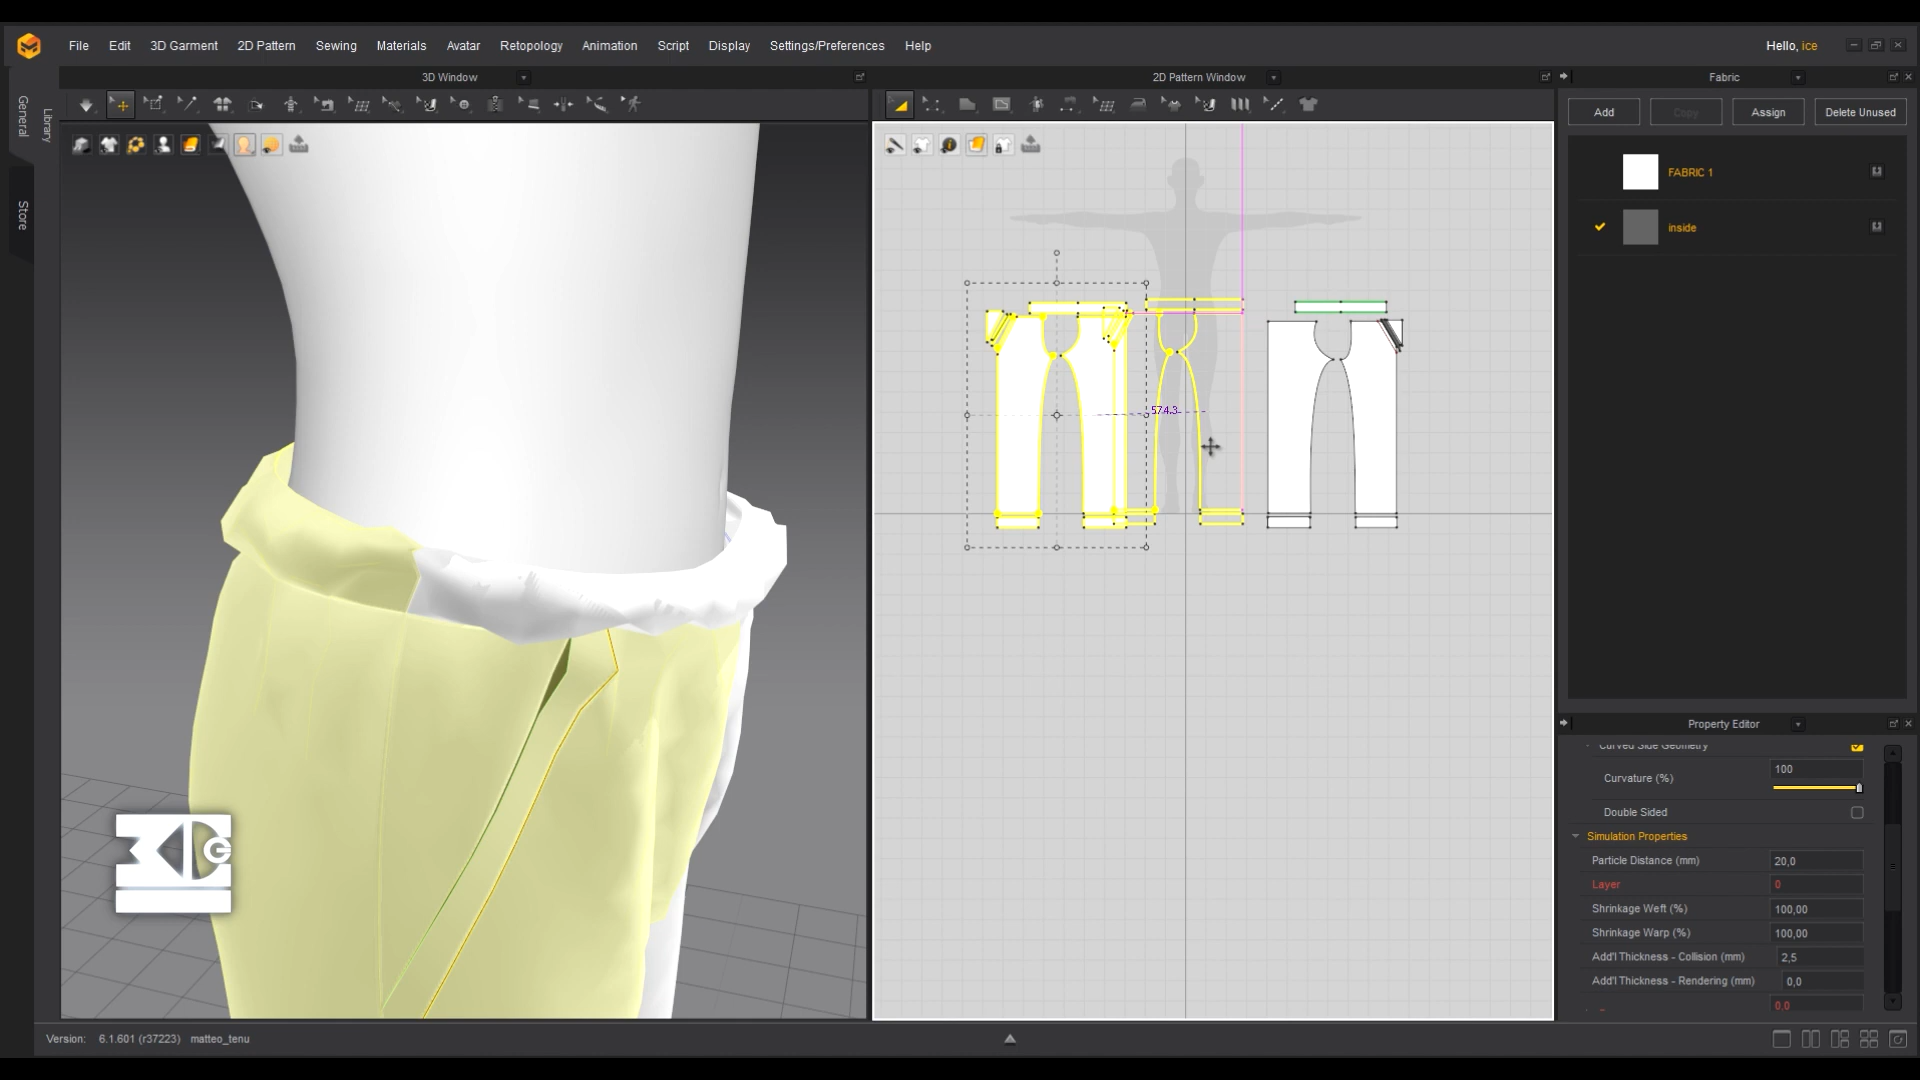 File Edit 3D Garment 2D Pattern Sewing Materials Avatar Retopology Animation Script Display Settings/Preferences Help
Hello, ice
General
Library
Store
3D Window
2D Pattern Window
574.3
Fabric
Add Copy Assign Delete Unused
FABRIC 1
inside
Property Editor
Curved Side Geometry
Curvature (%) 100
Double Sided
Simulation Properties
Particle Distance (mm) 20,0
Layer 0
Shrinkage Weft (%) 100,00
Shrinkage Warp (%) 100,00
Add'l Thickness - Collision (mm) 2,5
Add'l Thickness - Rendering (mm) 0,0
0,0
Version: 6.1.601 (r37223) matteo_tenu